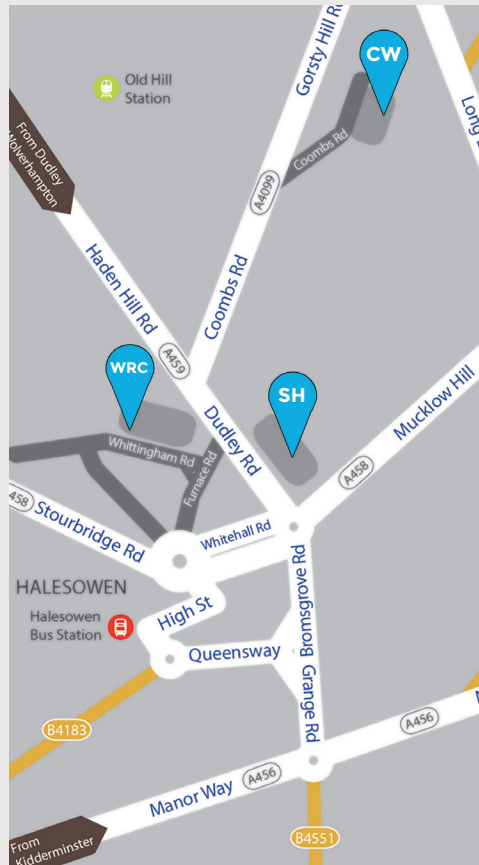 Gorsty Hill Rd
CW
Old Hill
Station
Long
From Dudley
Wolverhampton
Coombs Rd
A4099
Haden Hill Rd
Coombs Rd
A459
WRC
SH
Mucklow Hill
Dudley Rd
Whittingham Rd
Furnace Rd
A458
458
Stourbridge Rd
Whitehall Rd
HALESOWEN
Halesowen
Bus Station
High St
Bromsgrove Rd
Queensway
Grange Rd
B4183
A456
A456
Manor Way
From
Kidderminster
B4551